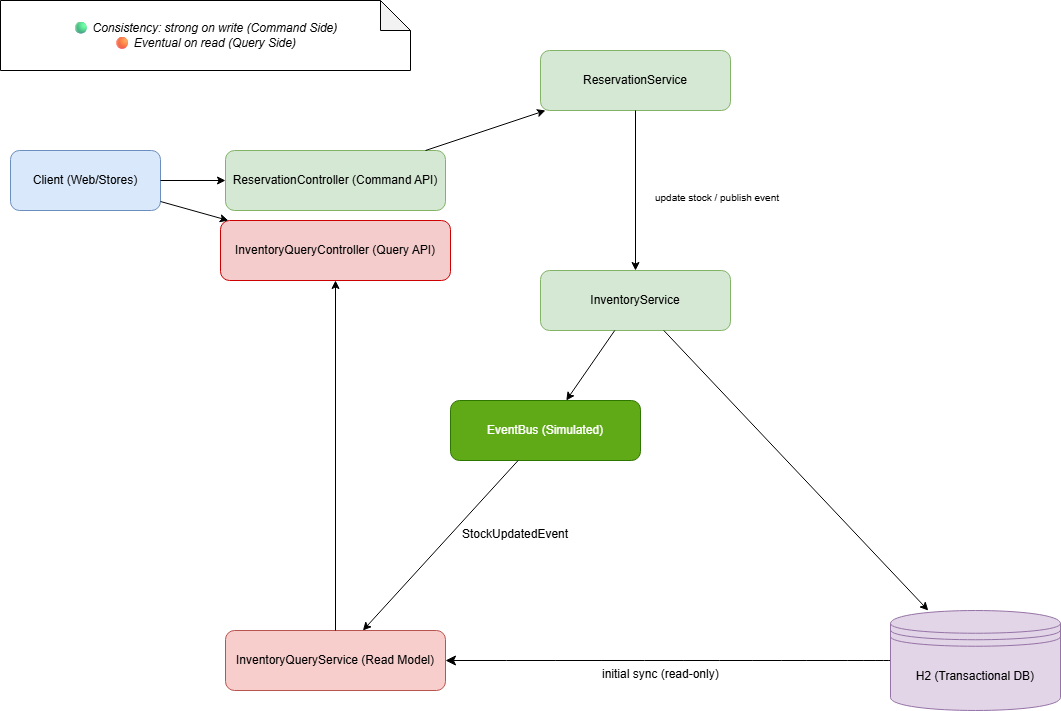 Consistency: strong on write (Command Side)
Eventual on read (Query Side)
ReservationService
Client (Web/Stores)
ReservationController (Command API)
update stock / publish event
InventoryQueryController (Query API)
InventoryService
EventBus (Simulated)
StockUpdatedEvent
InventoryQueryService (Read Model)
initial sync (read-only)
H2 (Transactional DB)